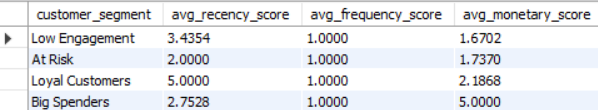 customer_segment avg_recency_score avg_frequency_score avg_monetary_score
Low Engagement 3.4354 1.0000 1.6702
At Risk 2.0000 1.0000 1.7370
Loyal Customers 5.0000 1.0000 2.1868
Big Spenders 2.7528 1.0000 5.0000